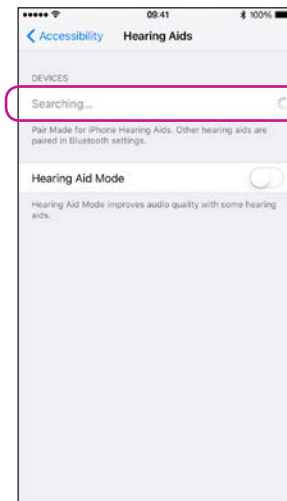 09:41 100%
Accessibility Hearing Aids
DEVICES
Searching...
Pair Made for iPhone Hearing Aids. Other hearing aids are
paired in Bluetooth settings.
Hearing Aid Mode
Hearing Aid Mode improves audio quality with some hearing
aids.